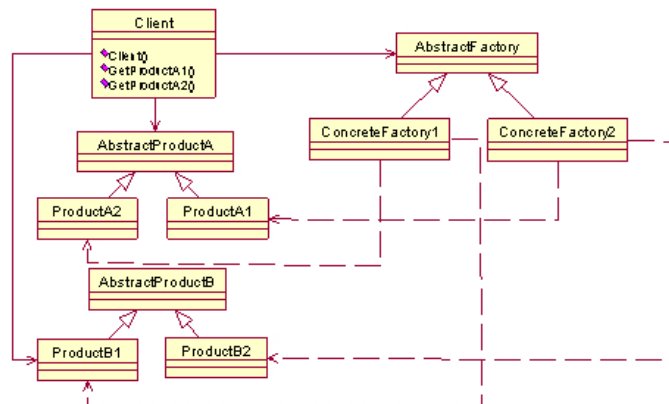 Client
Client()
GetProductA1()
GetProductA2()
AbstractFactory
ConcreteFactory1
ConcreteFactory2
AbstractProductA
ProductA2
ProductA1
AbstractProductB
ProductB1
ProductB2